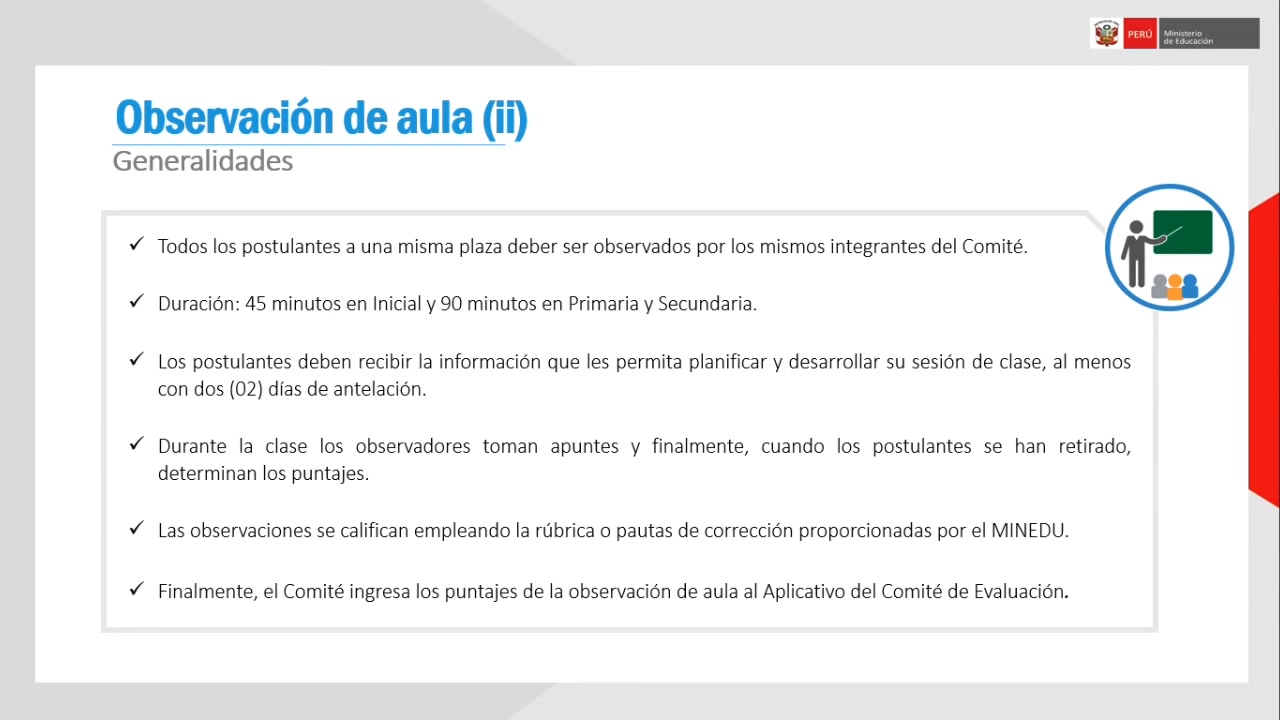 PERÚ
Ministerio
de Educación
Observación de aula (ii)
Generalidades
✓ Todos los postulantes a una misma plaza deber ser observados por los mismos integrantes del Comité.
✓ Duración: 45 minutos en Inicial y 90 minutos en Primaria y Secundaria.
✓ Los postulantes deben recibir la información que les permita planificar y desarrollar su sesión de clase, al menos
con dos (02) días de antelación.
✓ Durante la clase los observadores toman apuntes y finalmente, cuando los postulantes se han retirado,
determinan los puntajes.
✓ Las observaciones se califican empleando la rúbrica o pautas de corrección proporcionadas por el MINEDU.
✓ Finalmente, el Comité ingresa los puntajes de la observación de aula al Aplicativo del Comité de Evaluación.